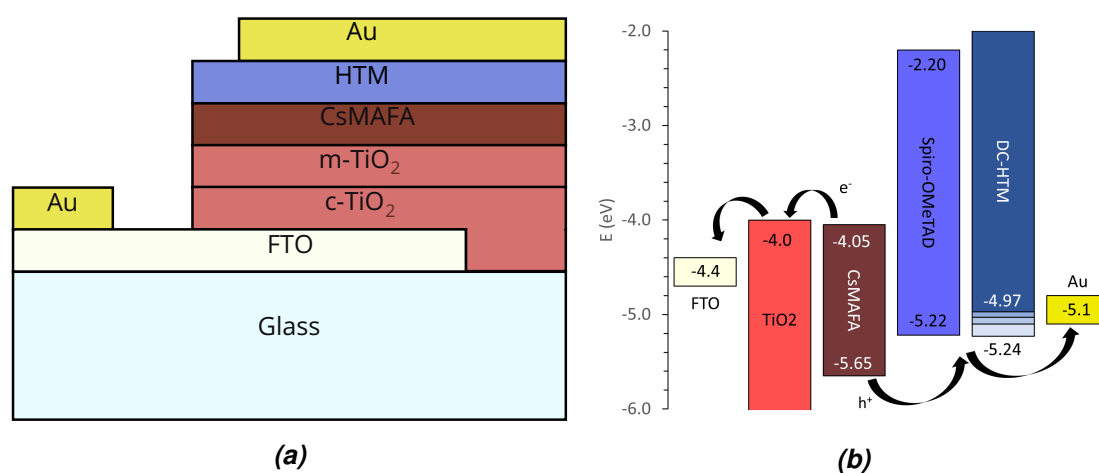 Au
HTM
CsMAFA
m-TiO₂
Au
c-TiO₂
FTO
Glass
(a)
E (eV)
-2.0
-3.0
-4.0
-5.0
-6.0
-4.4
FTO
-4.0
TiO2
e⁻
-4.05
CsMAFA
-5.65
h⁺
-2.20
Spiro-OMeTAD
-5.22
DC-HTM
-4.97
-5.24
Au
-5.1
(b)